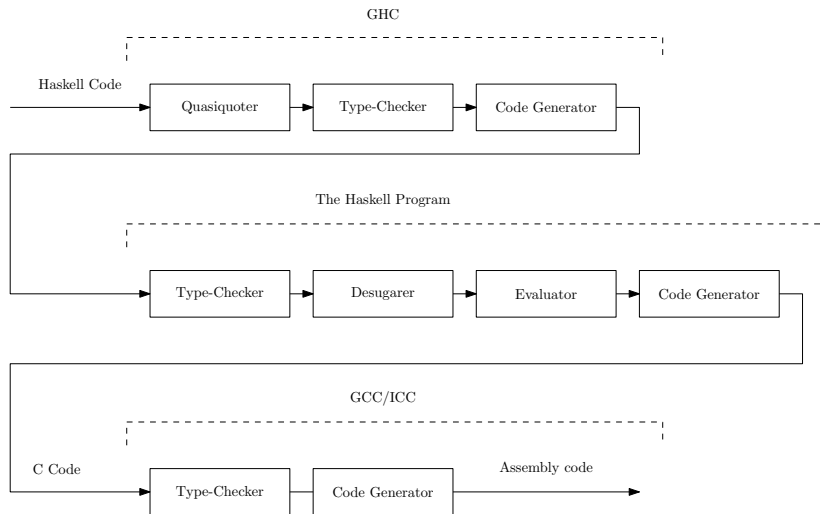 GHC
Haskell Code
Quasiquoter
Type-Checker
Code Generator
The Haskell Program
Type-Checker
Desugarer
Evaluator
Code Generator
GCC/ICC
C Code
Type-Checker
Code Generator
Assembly code